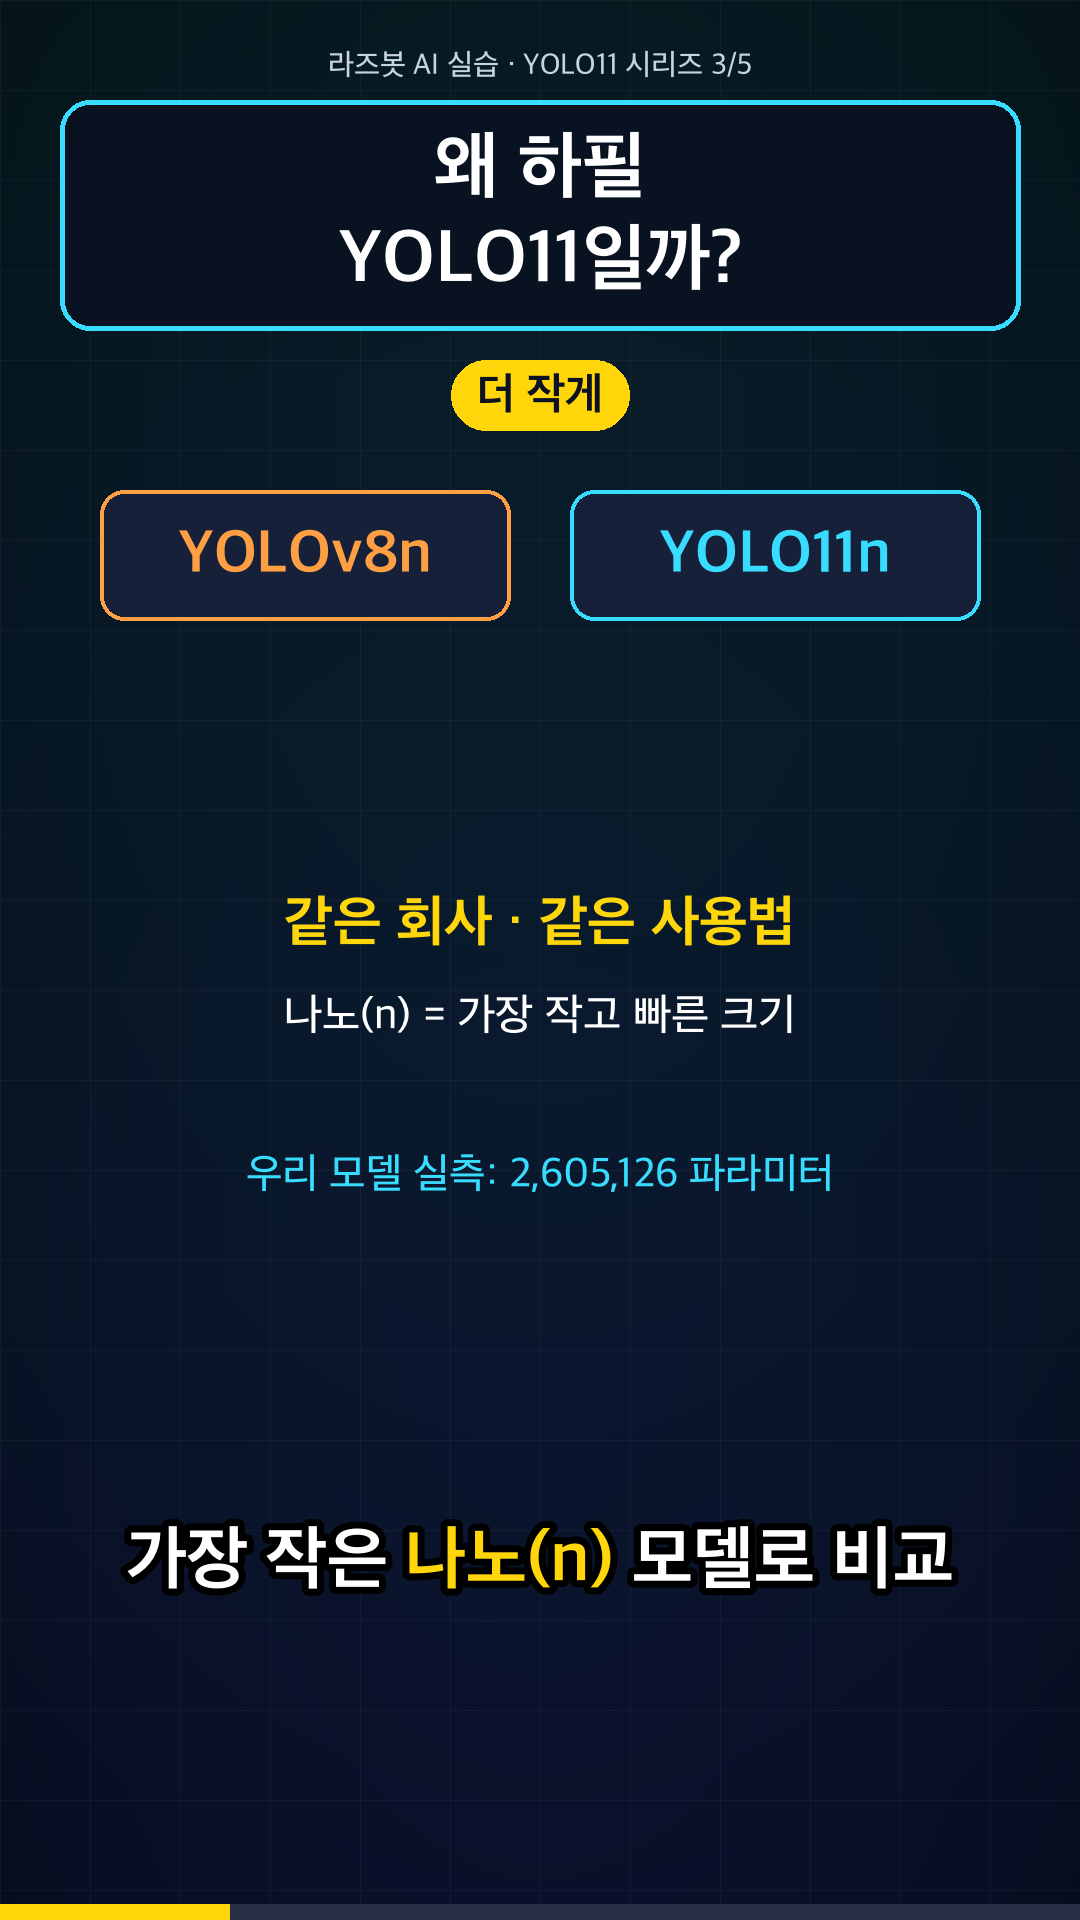 라즈봇 AI 실습 · YOLO11 시리즈 3/5
왜 하필
YOLO11일까?
더 작게
YOLOv8n
YOLO11n
같은 회사 · 같은 사용법
나노(n) = 가장 작고 빠른 크기
우리 모델 실측: 2,605,126 파라미터
가장 작은 나노(n) 모델로 비교